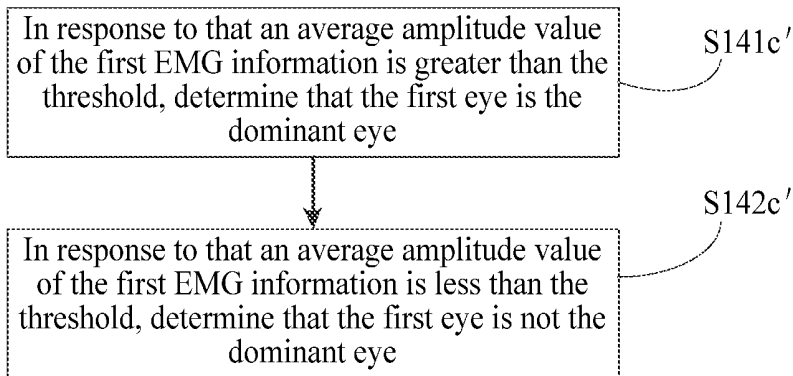 In response to that an average amplitude value
of the first EMG information is greater than the
threshold, determine that the first eye is the
dominant eye
S141c′
In response to that an average amplitude value
of the first EMG information is less than the
threshold, determine that the first eye is not the
dominant eye
S142c′